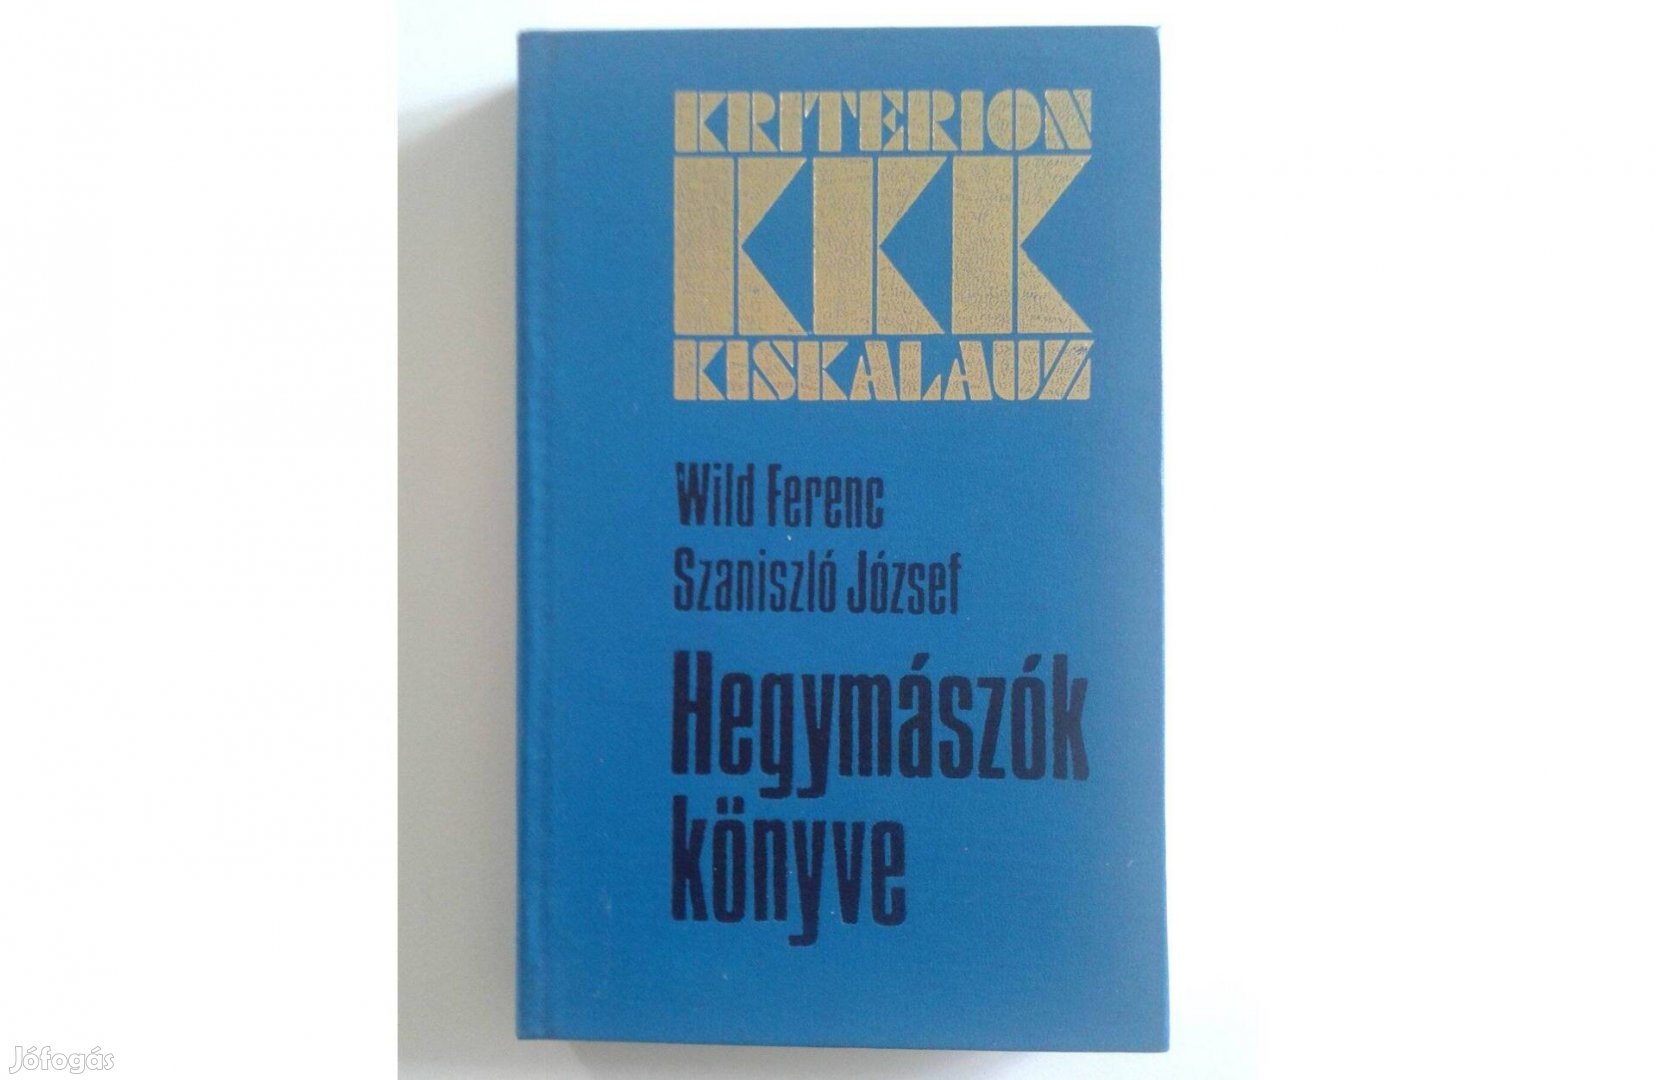 KRITERION
KKK
KISKALAUZ
Wild Ferenc
Szaniszló József
Hegymászók
könyve
Jófogás